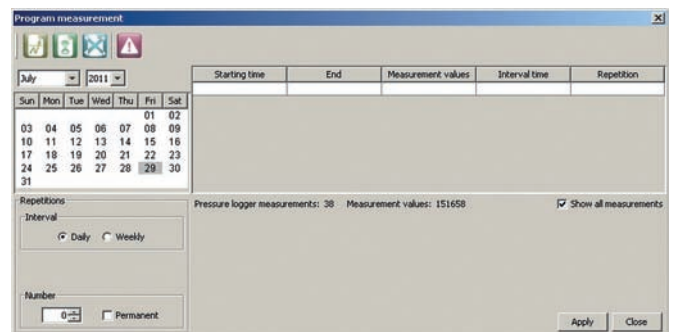 Program measurement
July 2011
Starting time End Measurement values Interval time Repetition
Sun Mon Tue Wed Thu Fri Sat
01 02
03 04 05 06 07 08 09
10 11 12 13 14 15 16
17 18 19 20 21 22 23
24 25 26 27 28 29 30
31
Repetitions
Interval
Daily Weekly
Number
0 Permanent
Pressure logger measurements: 38 Measurement values: 151658 Show all measurements
Apply Close